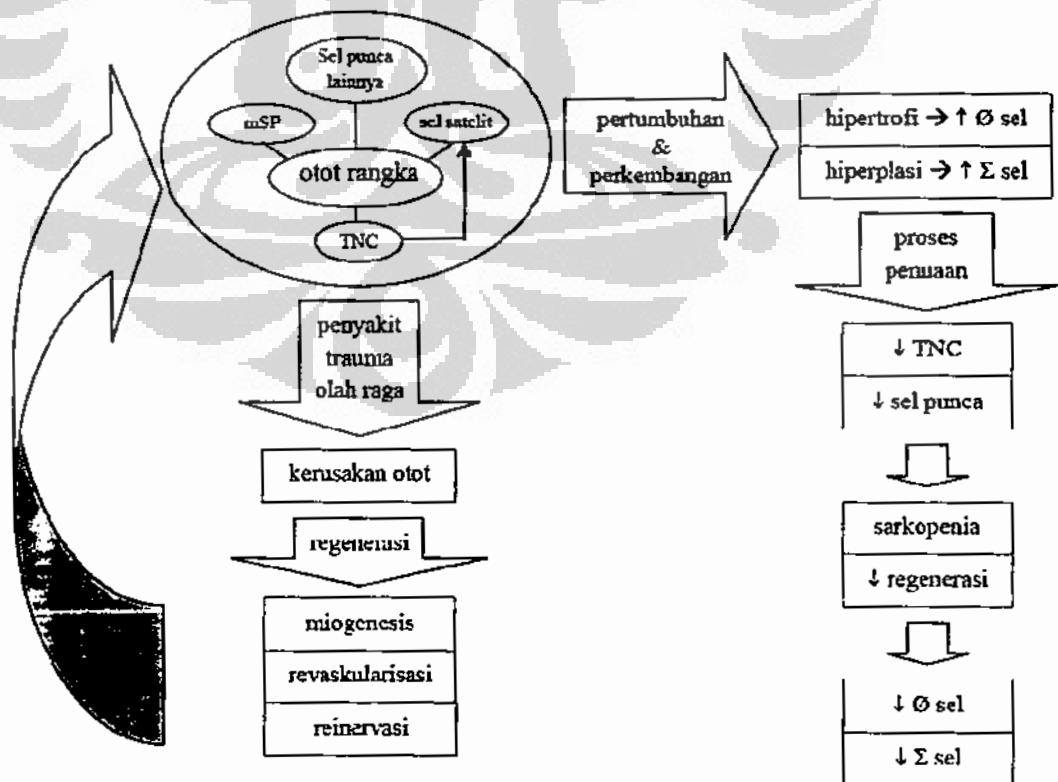 Sel punca
lainnya
mSP
sel satelit
otot rangka
TNC
pertumbuhan
&
perkembangan
hipertrofi → ↑ Ø sel
hiperplasi → ↑ Σ sel
proses
penuaan
penyakit
trauma
olah raga
↓ TNC
↓ sel punca
kerusakan otot
regenerasi
sarkopenia
↓ regenerasi
miogenesis
revaskularisasi
reinervasi
↓ Ø sel
↓ Σ sel